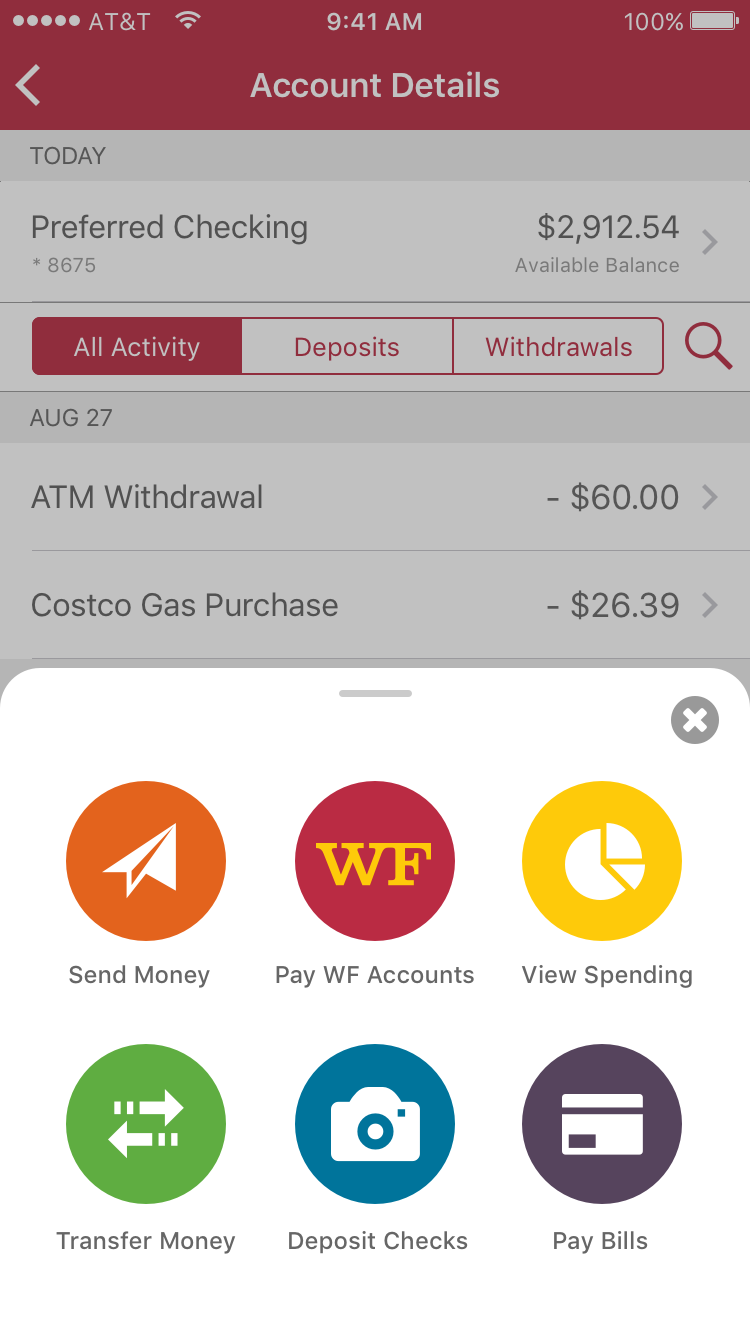 AT&T 9:41 AM 100%
Account Details
TODAY
Preferred Checking $2,912.54
* 8675 Available Balance
All Activity Deposits Withdrawals
AUG 27
ATM Withdrawal - $60.00
Costco Gas Purchase - $26.39
WF
Send Money Pay WF Accounts View Spending
Transfer Money Deposit Checks Pay Bills